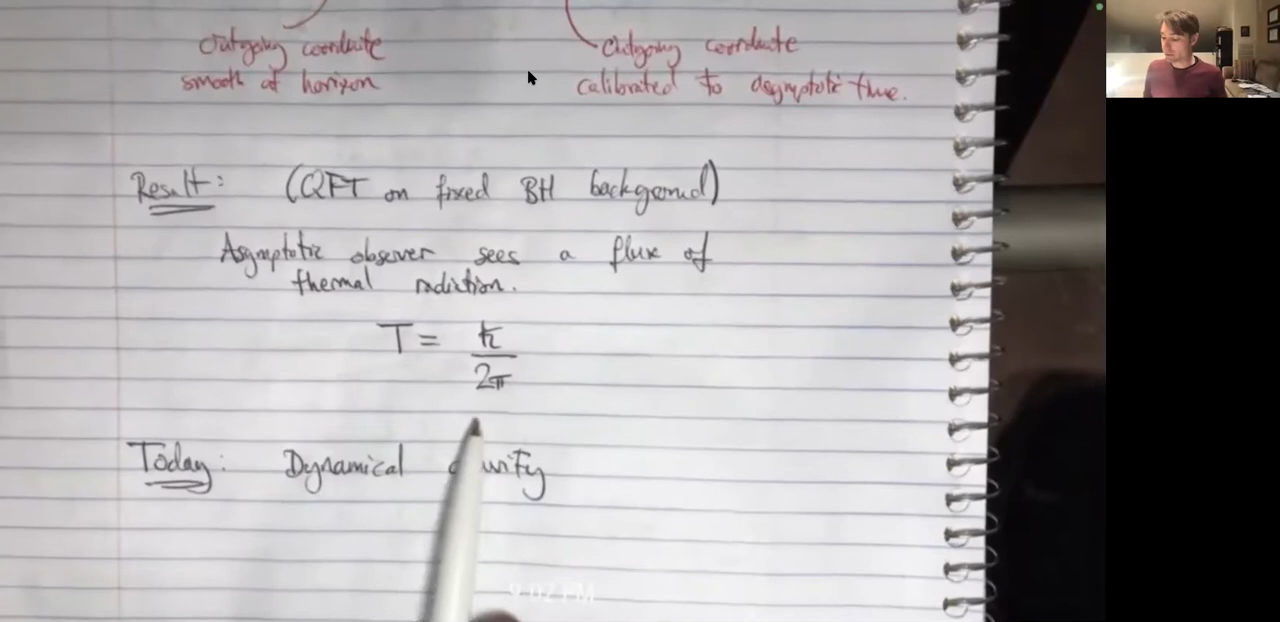 Outgoing coordinate
smooth at horizon
Outgoing coordinate
calibrated to asymptotic time.
Result: (QFT on fixed BH background)
Asymptotic observer sees a flux of
thermal radiation.
T = κ
2π
Today: Dynamical